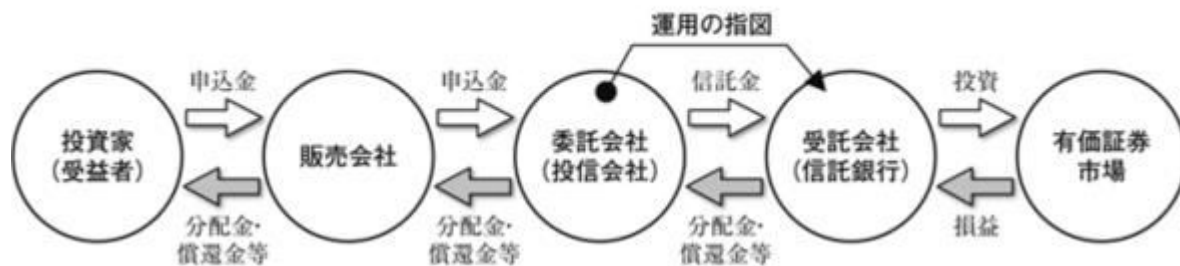 運用の指図
申込金
申込金
信託金
投資
投資家
（受益者）
販売会社
委託会社
（投信会社）
受託会社
（信託銀行）
有価証券
市場
分配金・
償還金等
分配金・
償還金等
分配金・
償還金等
損益